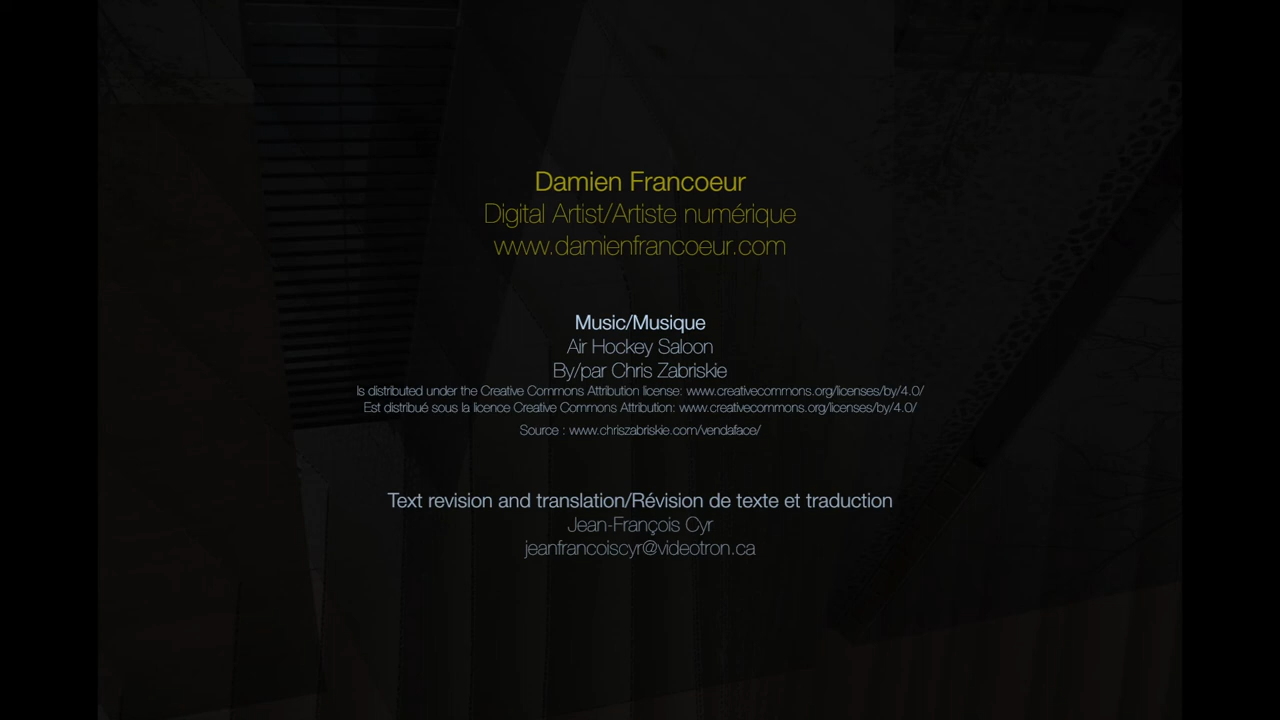 Damien Francoeur
Digital Artist/Artiste numérique
www.damienfrancoeur.com
Music/Musique
Air Hockey Saloon
By/par Chris Zabriskie
Is distributed under the Creative Commons Attribution license: www.creativecommons.org/licenses/by/4.0/
Est distribué sous la licence Creative Commons Attribution: www.creativecommons.org/licenses/by/4.0/
Source : www.chriszabriskie.com/vendaface/
Text revision and translation/Révision de texte et traduction
Jean-François Cyr
jeanfrancoiscyr@videotron.ca